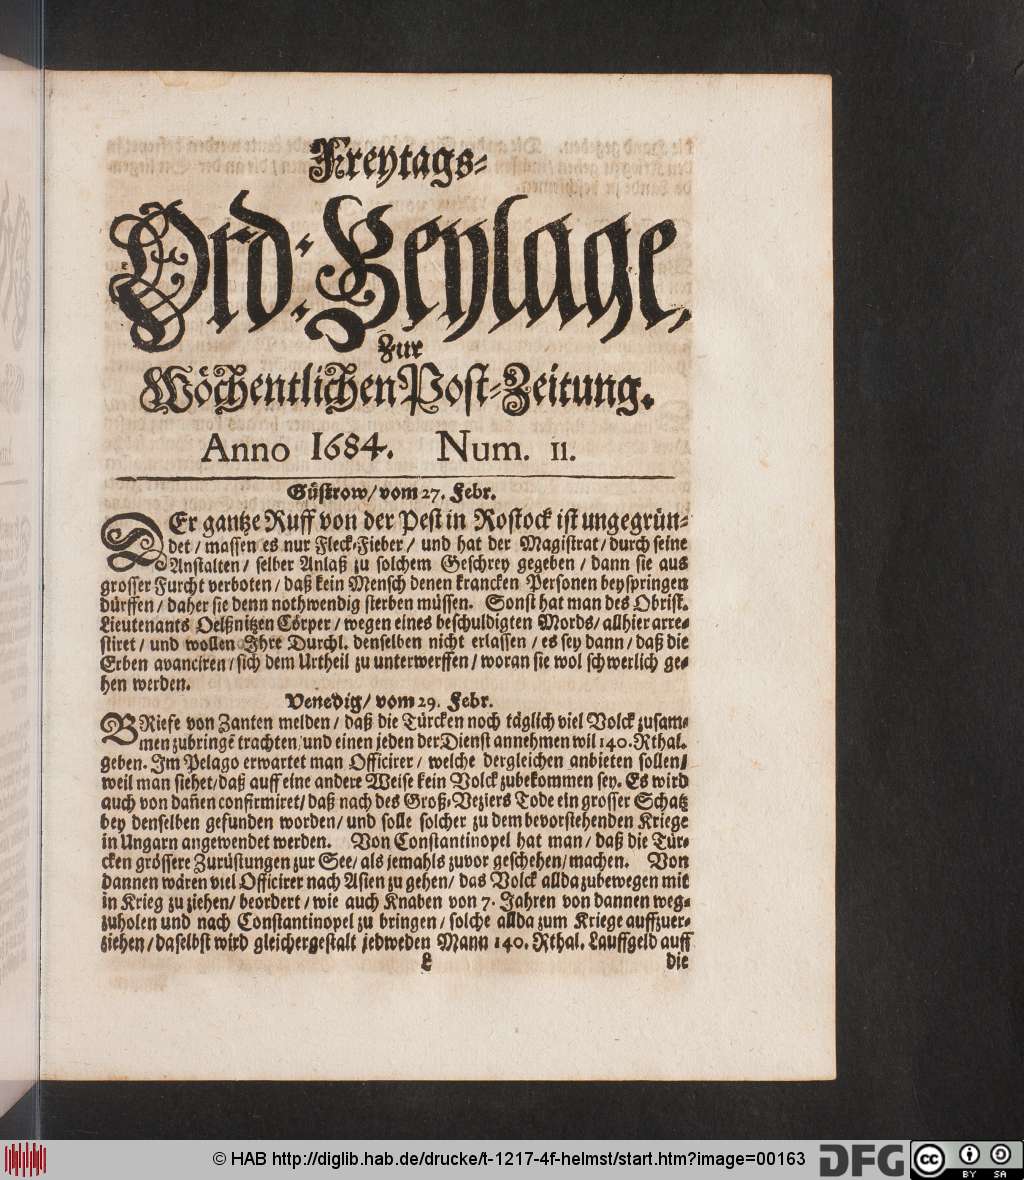 Freytags-
Ord: Beylage,
Zur
Wöchentlichen Post-Zeitung.
Anno 1684. Num. 11.
Güstrow/ vom 27. Febr.
DEr gantze Ruff von der Pest in Rostock ist ungegrün-
det / massen es nur Fleck-Fieber / und hat der Magistrat / durch seine
Anstalten / selber Anlaß zu solchem Geschrey gegeben / dann sie aus
grosser Furcht verboten / daß kein Mensch denen krancken Personen beyspringen
dürffen / daher sie denn nothwendig sterben müssen. Sonst hat man des Obrist.
Lieutenants Oelßnitzen Cörper / wegen eines beschuldigten Mords / allhier arre-
stiret / und wollen Ihre Durchl. denselben nicht erlassen / es sey dann / daß die
Erben avanciren / sich dem Urtheil zu unterwerffen / woran sie wol schwerlich ge-
hen werden.
Venedig / vom 29. Febr.
BRiefe von Zanten melden / daß die Türcken noch täglich viel Volck zusam-
men zubringẽ trachten / und einen jeden der Dienst annehmen wil 140. Rthal.
geben. Im Pelago erwartet man Officirer / welche dergleichen anbieten sollen /
weil man siehet / daß auff eine andere Weise kein Volck zubekommen sey. Es wird
auch von dañen confirmiret / daß nach des Groß-Veziers Tode ein grosser Schatz
bey denselben gefunden worden / und solle solcher zu dem bevorstehenden Kriege
in Ungarn angewendet werden. Von Constantinopel hat man / daß die Tür-
cken grössere Zurüstungen zur See / als jemahls zuvor geschehen / machen. Von
dannen wären viel Officirer nach Asien zu gehen / das Volck allda zubewegen mit
in Krieg zu ziehen / beordert / wie auch Knaben von 7. Jahren von dannen weg-
zuholen und nach Constantinopel zu bringen / solche allda zum Kriege auffzuer-
ziehen / daselbst wird gleichergestalt jedweden Mann 140. Rthal. Lauffgeld auff
L die
© HAB http://diglib.hab.de/drucke/t-1217-4f-helmst/start.htm?image=00163
DFG
cc BY SA